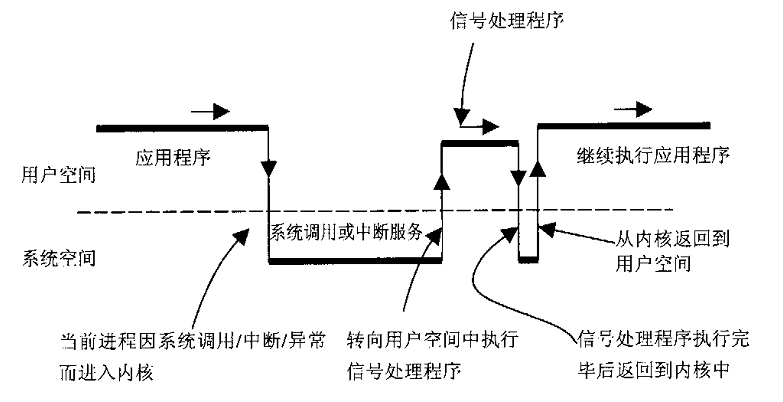 信号处理程序
应用程序
继续执行应用程序
用户空间
系统调用或中断服务
系统空间
从内核返回到
用户空间
当前进程因系统调用/中断/异常
而进入内核
转向用户空间中执行
信号处理程序
信号处理程序执行完
毕后返回到内核中